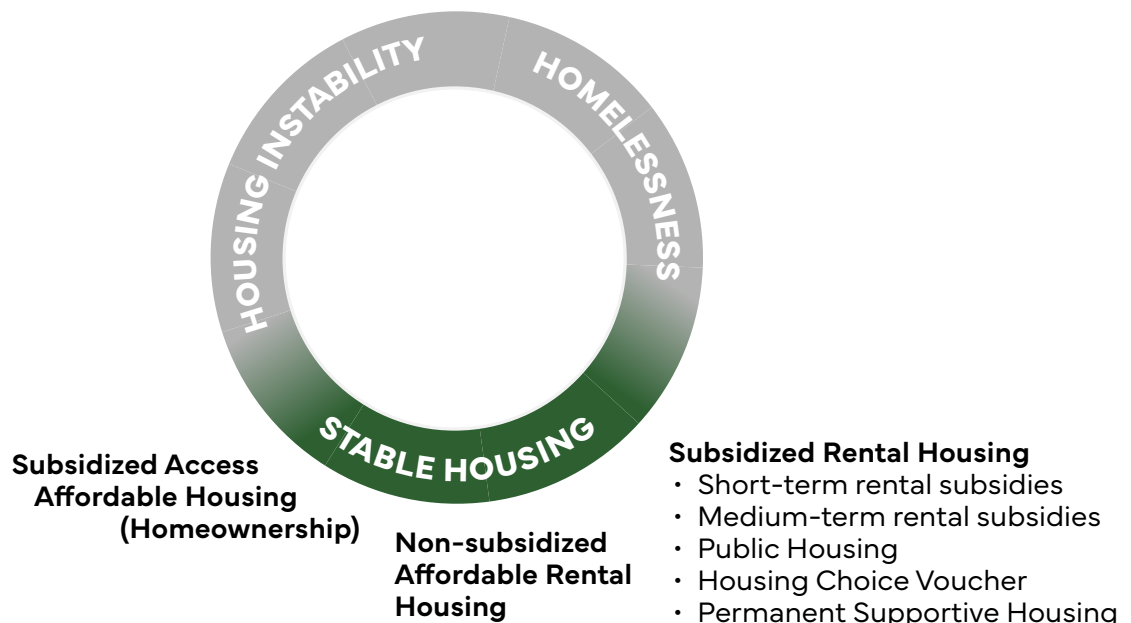 HOUSING INSTABILITY
HOMELESSNESS
STABLE HOUSING
Subsidized Access
Affordable Housing
(Homeownership)
Non-subsidized
Affordable Rental
Housing
Subsidized Rental Housing
· Short-term rental subsidies
· Medium-term rental subsidies
· Public Housing
· Housing Choice Voucher
· Permanent Supportive Housing